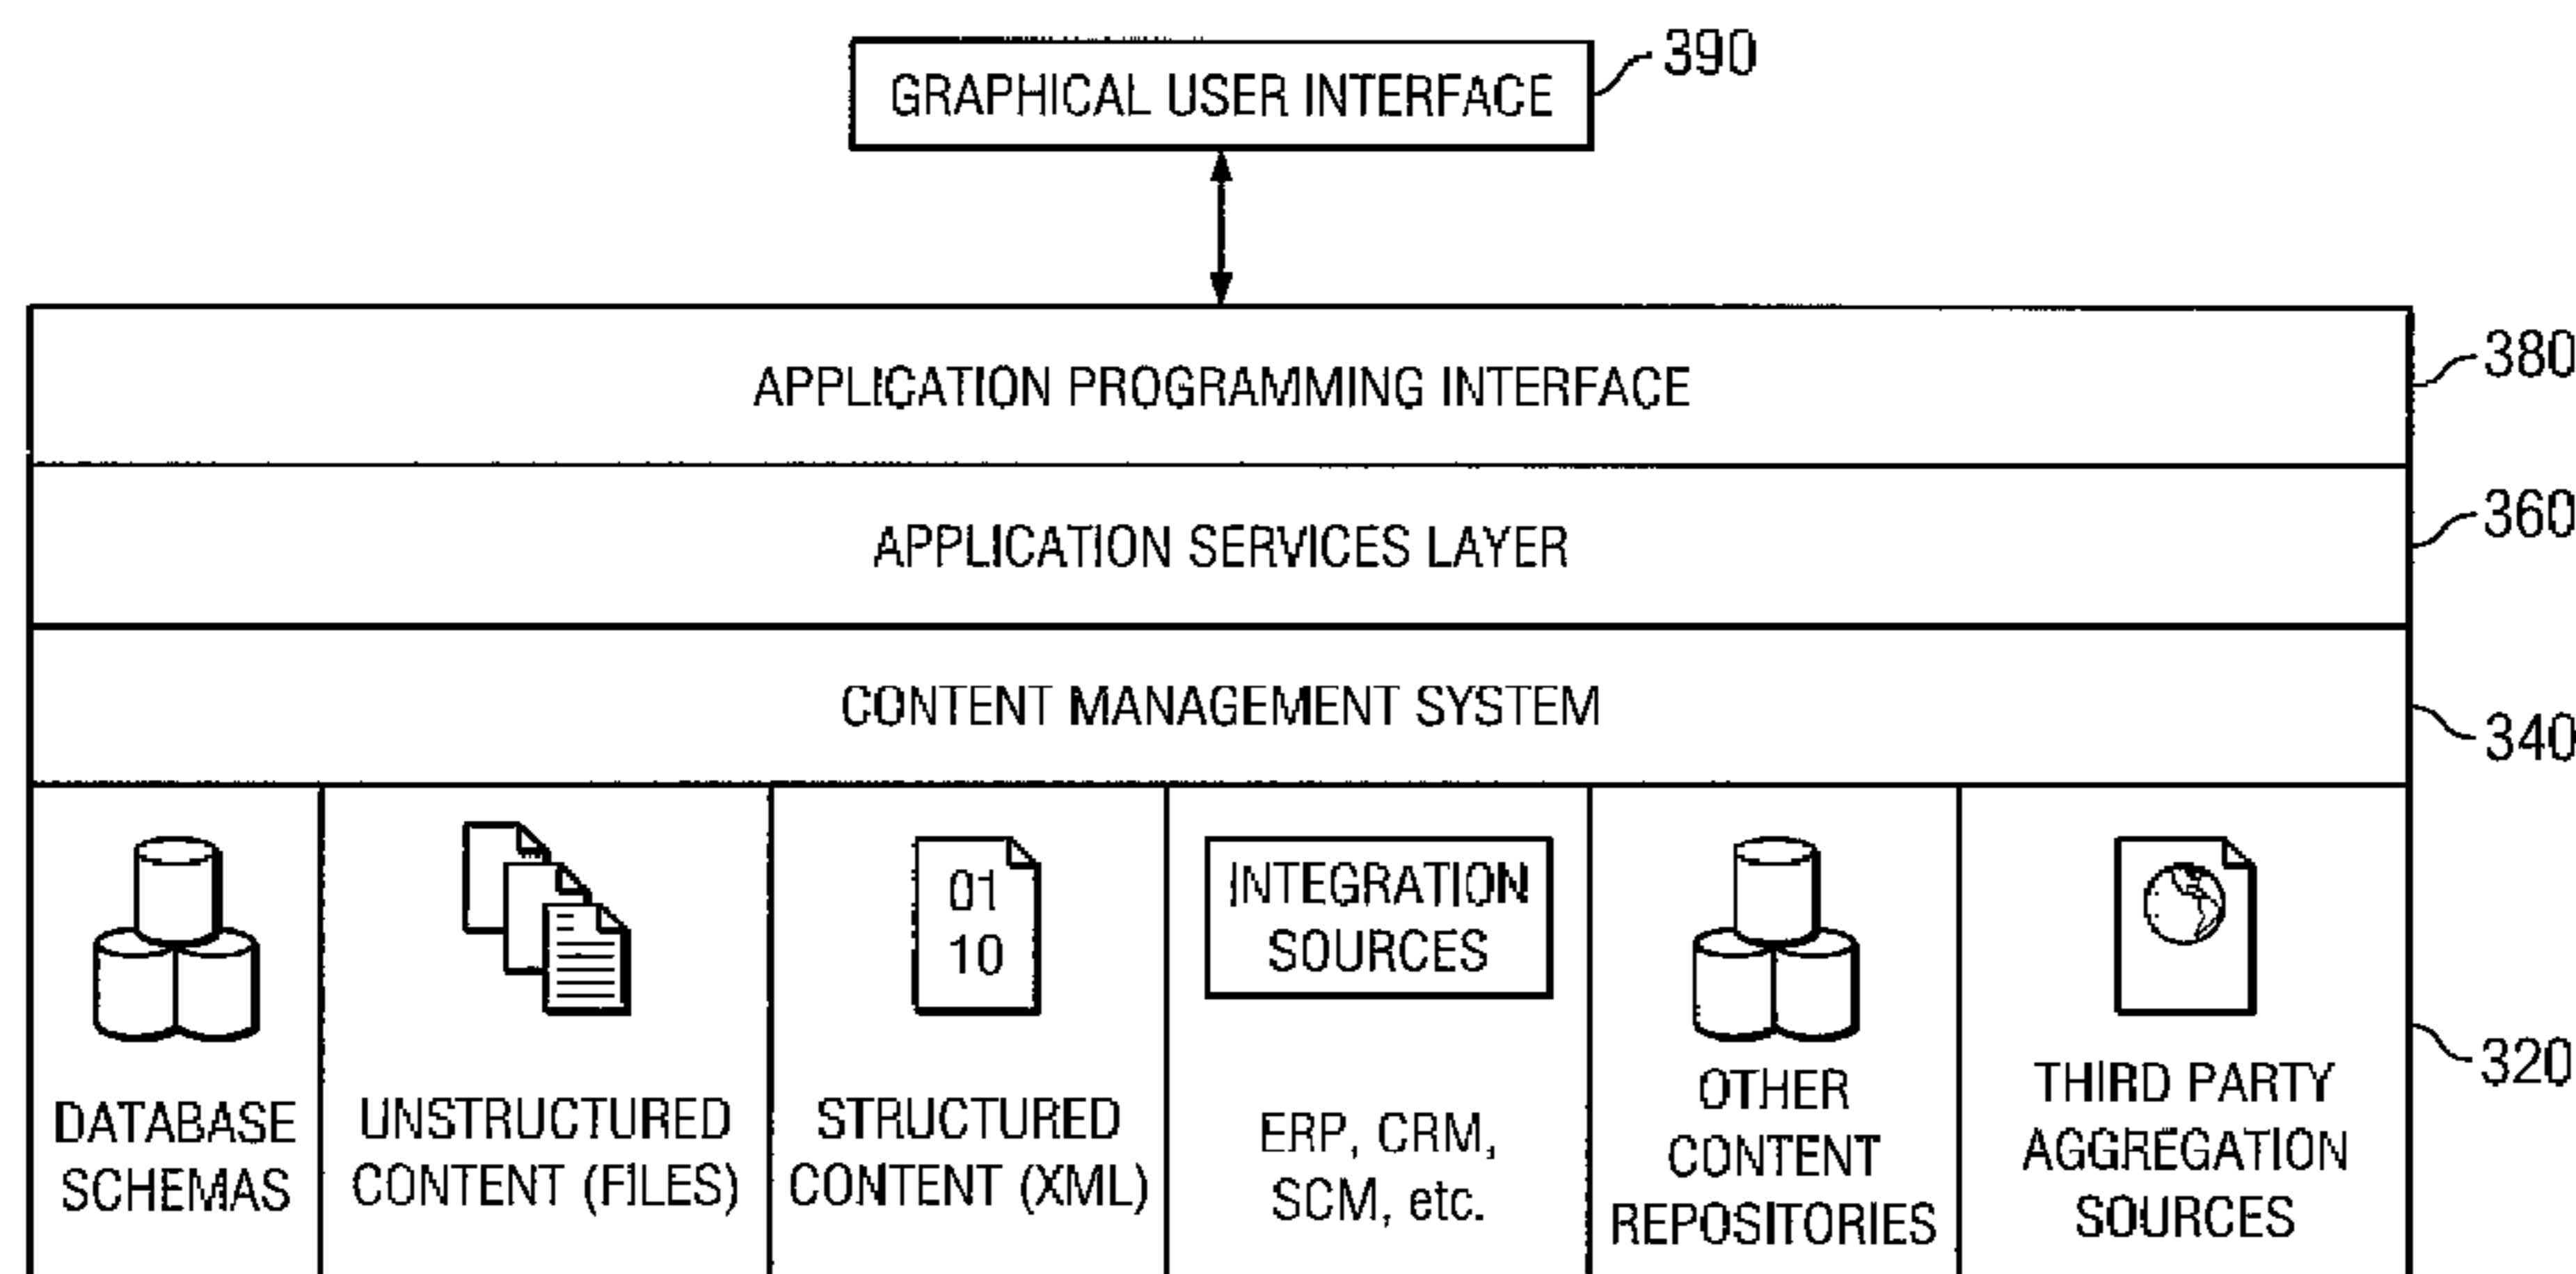 GRAPHICAL USER INTERFACE
390
APPLICATION PROGRAMMING INTERFACE
380
APPLICATION SERVICES LAYER
360
CONTENT MANAGEMENT SYSTEM
340
DATABASE
SCHEMAS
UNSTRUCTURED
CONTENT (FILES)
01
10
STRUCTURED
CONTENT (XML)
INTEGRATION
SOURCES
ERP, CRM,
SCM, etc.
OTHER
CONTENT
REPOSITORIES
THIRD PARTY
AGGREGATION
SOURCES
320